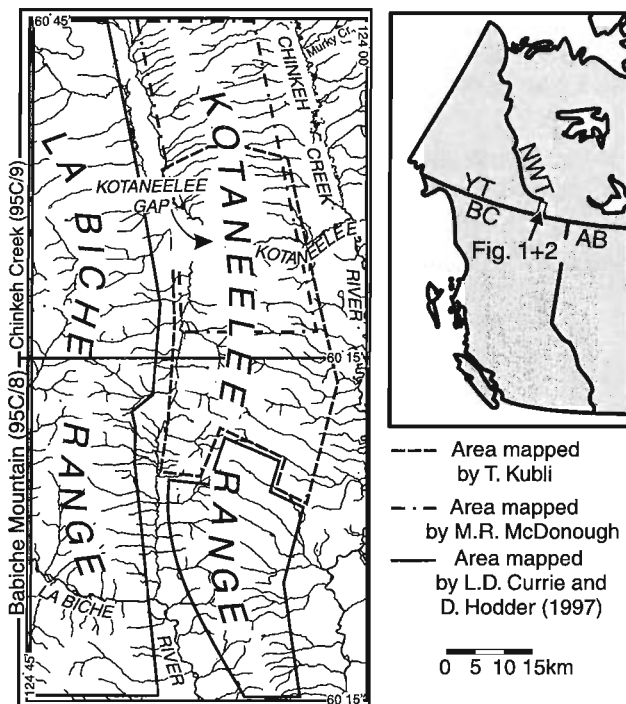 60 45'
124 00'
Murky Cr.
CHINKEH
CREEK
KOTANEELEE
RANGE
LA BICHE
RANGE
KOTANEELEE
GAP
KOTANEELEE
RIVER
60 15'
Babiche Mountain (95C/8)
Chinkeh Creek (95C/9)
LA BICHE
RIVER
124 45'
60 15'
NWT
YT
BC
AB
Fig. 1+2
Area mapped
by T. Kubli
Area mapped
by M.R. McDonough
Area mapped
by L.D. Currie and
D. Hodder (1997)
0 5 10 15km